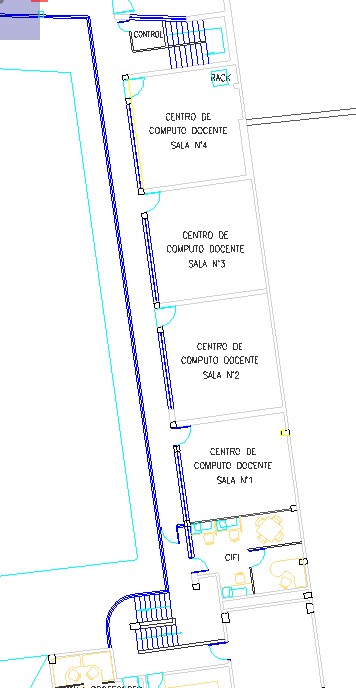 CONTROL
RACK
CENTRO DE
COMPUTO DOCENTE
SALA N°4
CENTRO DE
COMPUTO DOCENTE
SALA N°3
CENTRO DE
COMPUTO DOCENTE
SALA N°2
CENTRO DE
COMPUTO DOCENTE
SALA N°1
CIFI